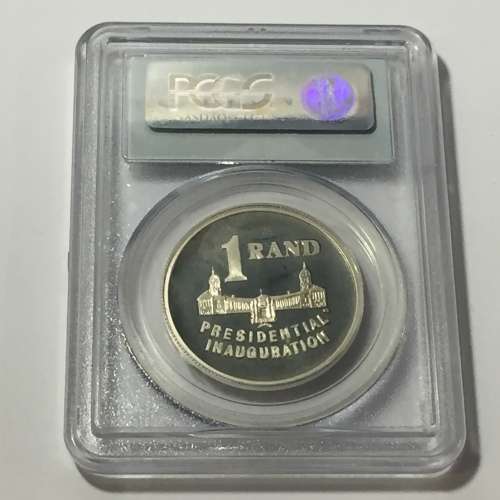 PCGS
1 RAND
PRESIDENTIAL
INAUGURATION